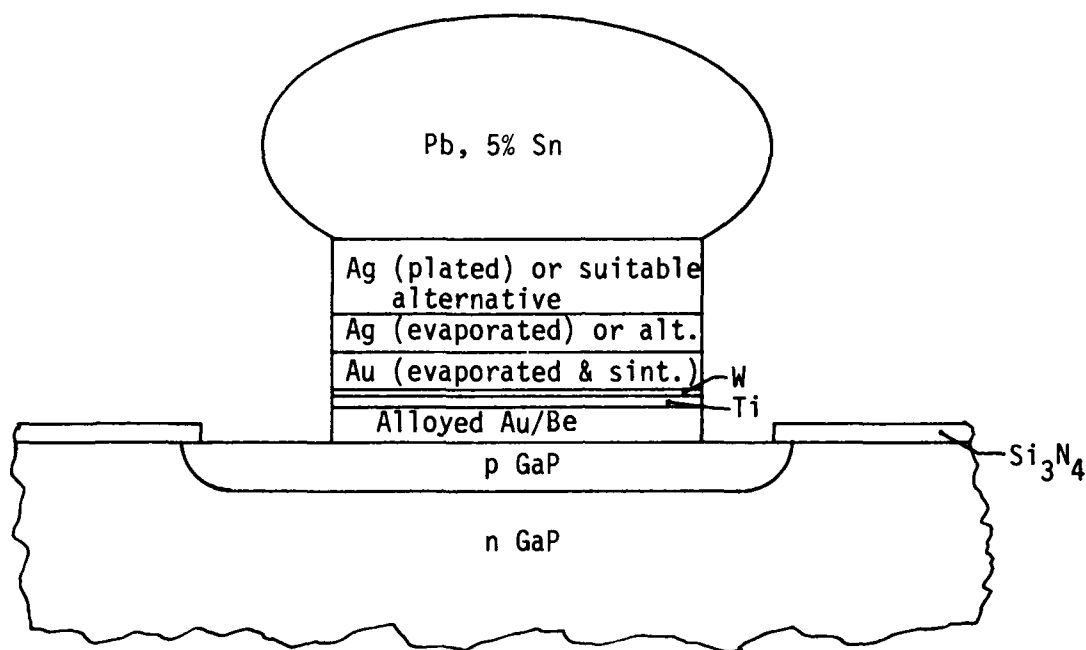 Pb, 5% Sn
Ag (plated) or suitable
alternative
Ag (evaporated) or alt.
Au (evaporated & sint.)
W
Ti
Alloyed Au/Be
Si₃N₄
p GaP
n GaP